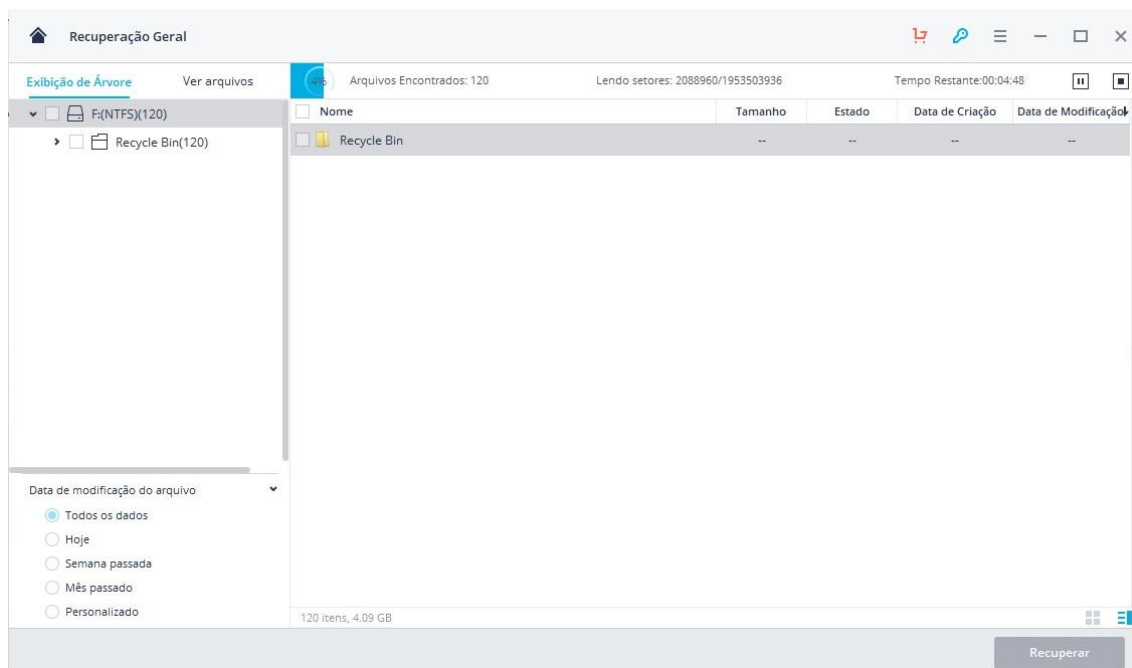 Recuperação Geral
Exibição de Árvore Ver arquivos
4% Arquivos Encontrados: 120 Lendo setores: 2088960/1953503936 Tempo Restante:00:04:48
F:(NTFS)(120)
Recycle Bin(120)
Nome Tamanho Estado Data de Criação Data de Modificação
Recycle Bin -- -- -- --
Data de modificação do arquivo
Todos os dados
Hoje
Semana passada
Mês passado
Personalizado
120 itens, 4.09 GB
Recuperar